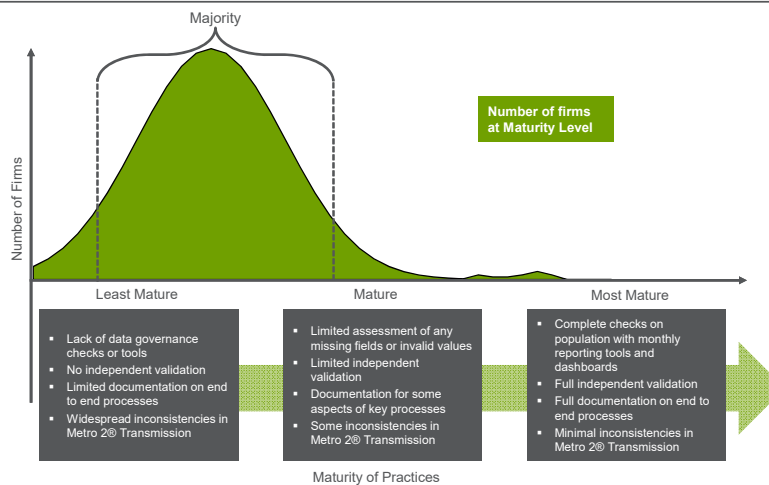 Majority
Number of firms
at Maturity Level
Number of Firms
Least Mature
Mature
Most Mature
▪ Lack of data governance
checks or tools
▪ No independent validation
▪ Limited documentation on end
to end processes
▪ Widespread inconsistencies in
Metro 2® Transmission
▪ Limited assessment of any
missing fields or invalid values
▪ Limited independent
validation
▪ Documentation for some
aspects of key processes
▪ Some inconsistencies in
Metro 2® Transmission
▪ Complete checks on
population with monthly
reporting tools and
dashboards
▪ Full independent validation
▪ Full documentation on end to
end processes
▪ Minimal inconsistencies in
Metro 2® Transmission
Maturity of Practices